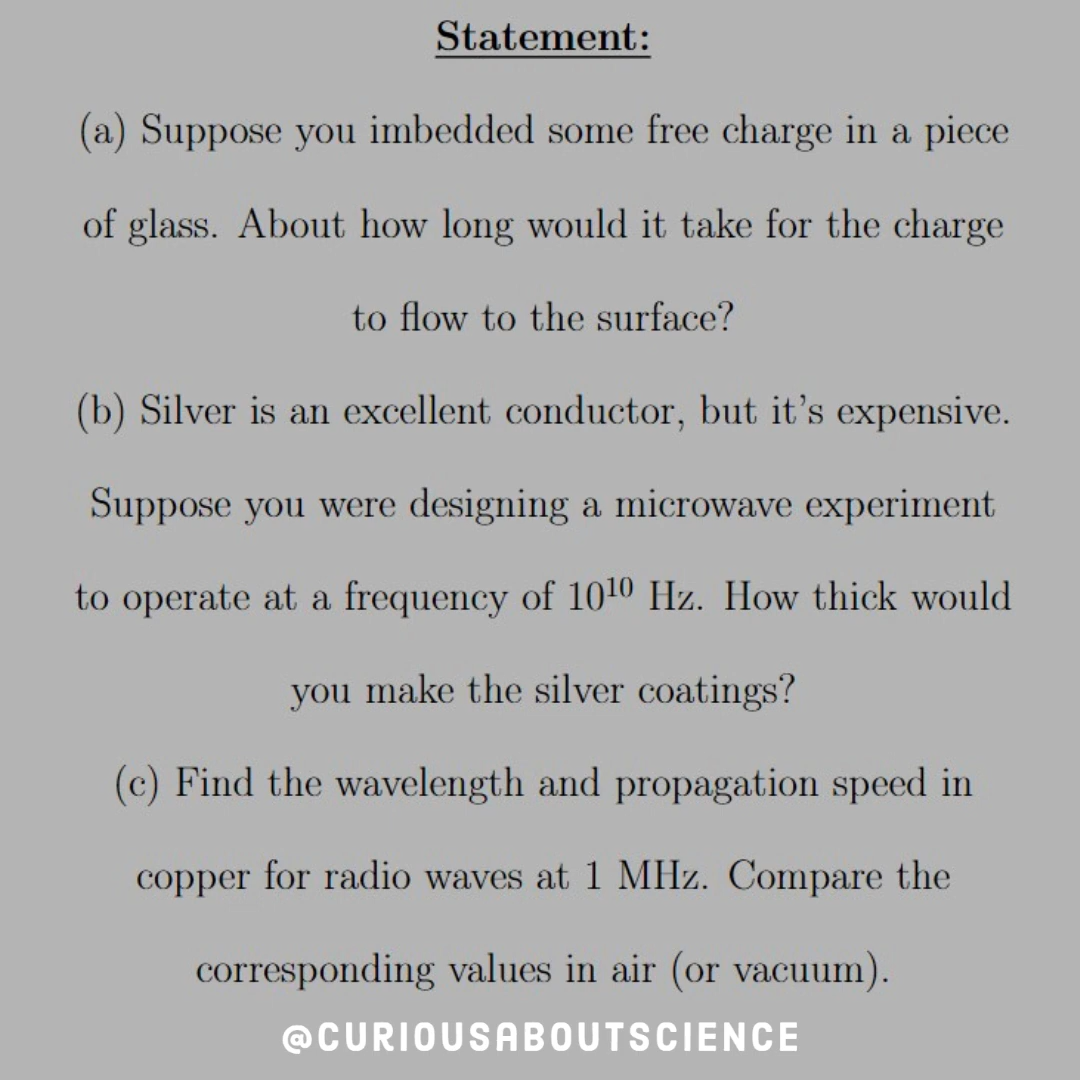 Statement:
(a) Suppose you imbedded some free charge in a piece
of glass. About how long would it take for the charge
to flow to the surface?
(b) Silver is an excellent conductor, but it's expensive.
Suppose you were designing a microwave experiment
to operate at a frequency of 10¹⁰ Hz. How thick would
you make the silver coatings?
(c) Find the wavelength and propagation speed in
copper for radio waves at 1 MHz. Compare the
corresponding values in air (or vacuum).
@CURIOUSABOUTSCIENCE